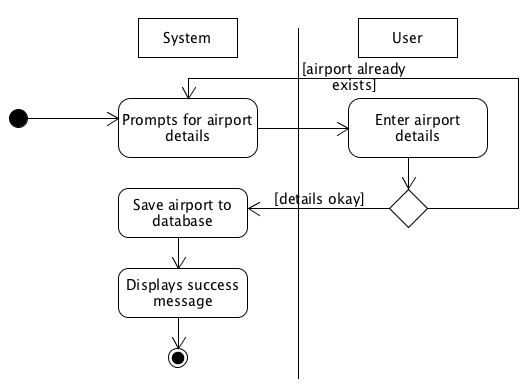 System
User
[airport already
exists]
Prompts for airport
details
Enter airport
details
[details okay]
Save airport to
database
Displays success
message